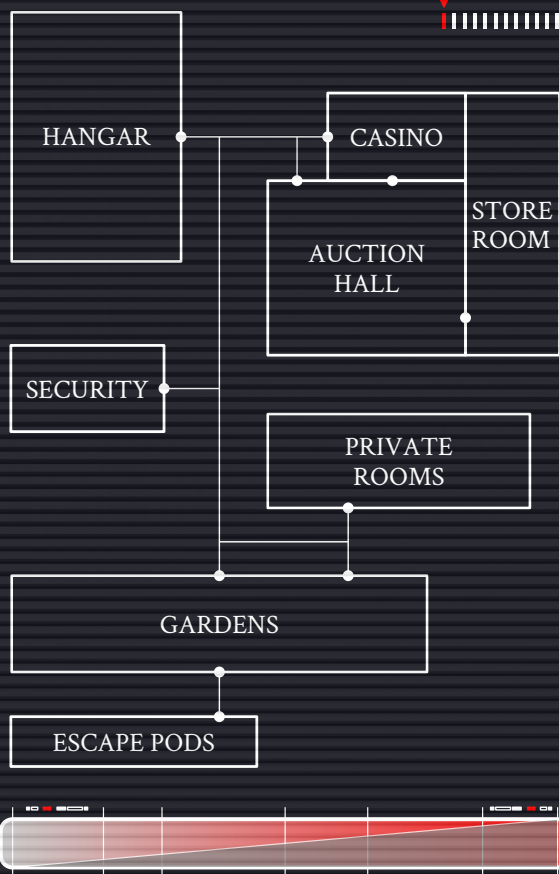 HANGAR
CASINO
STORE
ROOM
AUCTION
HALL
SECURITY
PRIVATE
ROOMS
GARDENS
ESCAPE PODS